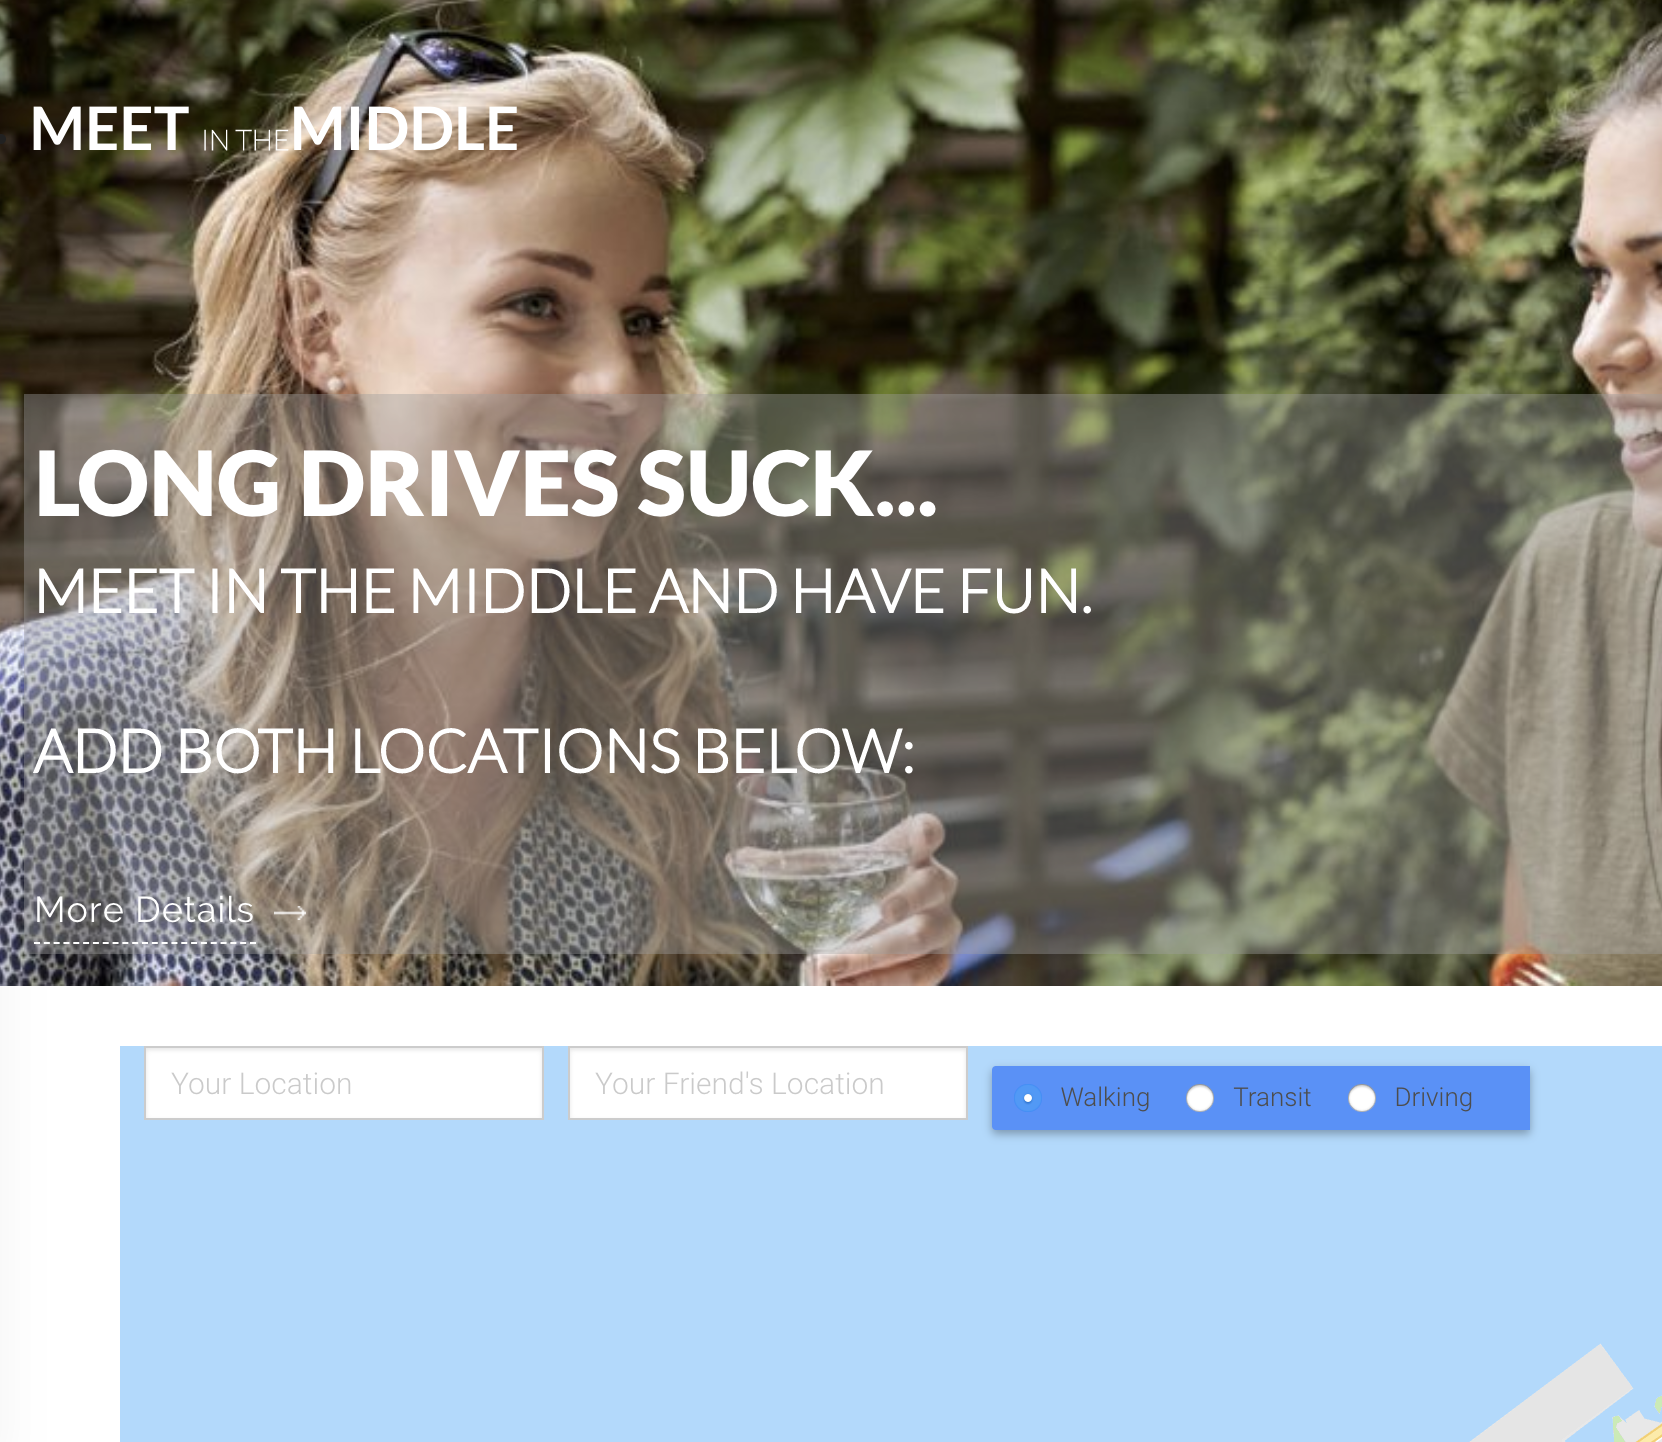 MEET IN THE MIDDLE
LONG DRIVES SUCK...
MEET IN THE MIDDLE AND HAVE FUN.
ADD BOTH LOCATIONS BELOW:
More Details →
Your Location
Your Friend's Location
Walking
Transit
Driving